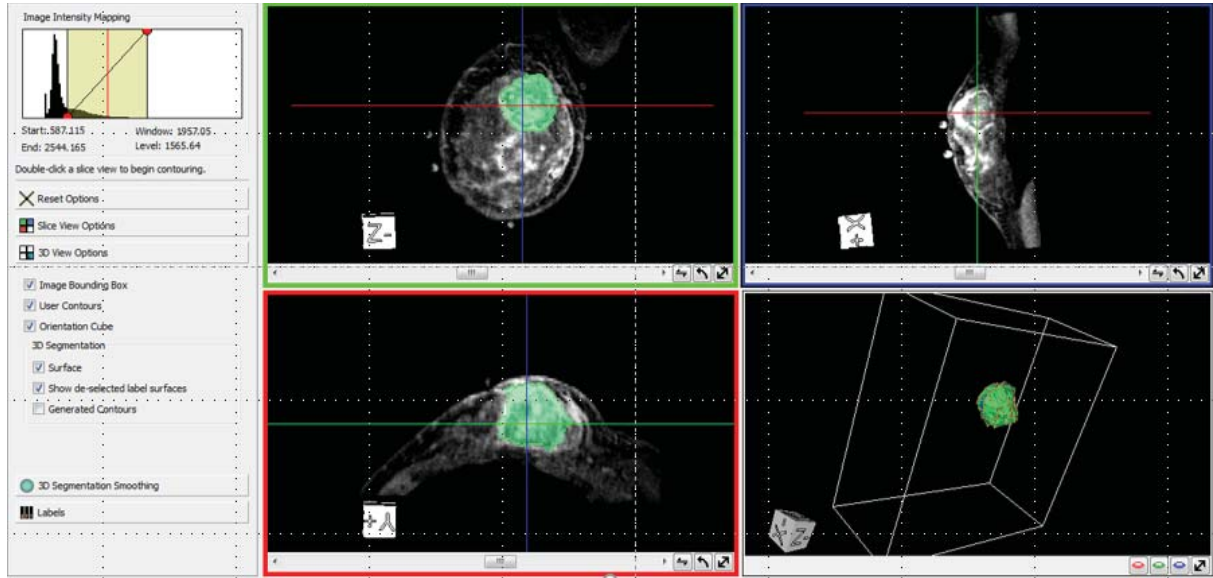 Image Intensity Mapping
Start: 587.115 Window: 1957.05
End: 2544.165 Level: 1565.64
Double-click a slice view to begin contouring.
Reset Options
Slice View Options
3D View Options
Image Bounding Box
User Contours
Orientation Cube
3D Segmentation
Surface
Show de-selected label surfaces
Generated Contours
3D Segmentation Smoothing
Labels
Z-
X+
+Y
X- Z-